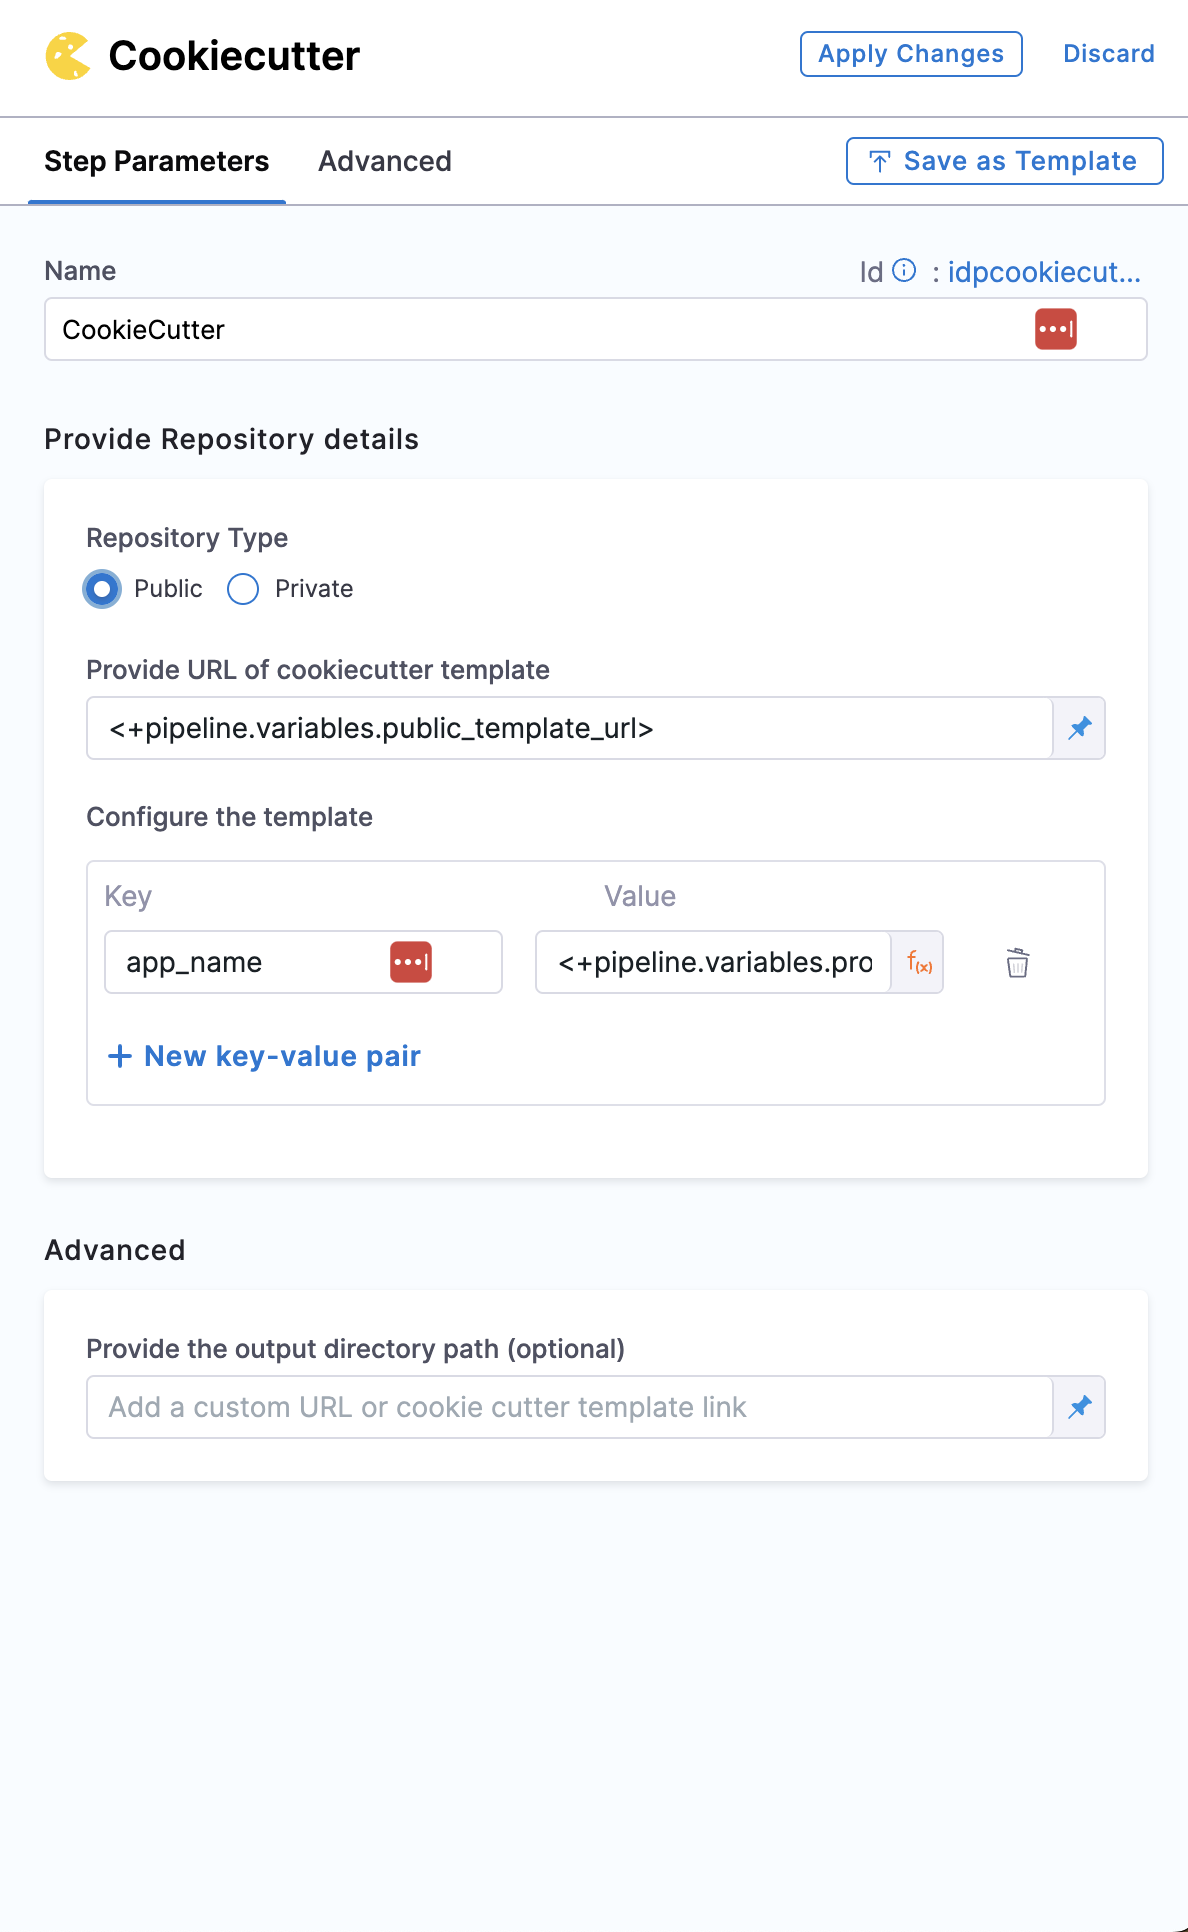 Cookiecutter
Apply Changes
Discard
Step Parameters
Advanced
Save as Template
Name
Id : idpcookiecut...
CookieCutter
Provide Repository details
Repository Type
Public
Private
Provide URL of cookiecutter template
<+pipeline.variables.public_template_url>
Configure the template
Key
Value
app_name
<+pipeline.variables.pro
f(x)
+ New key-value pair
Advanced
Provide the output directory path (optional)
Add a custom URL or cookie cutter template link